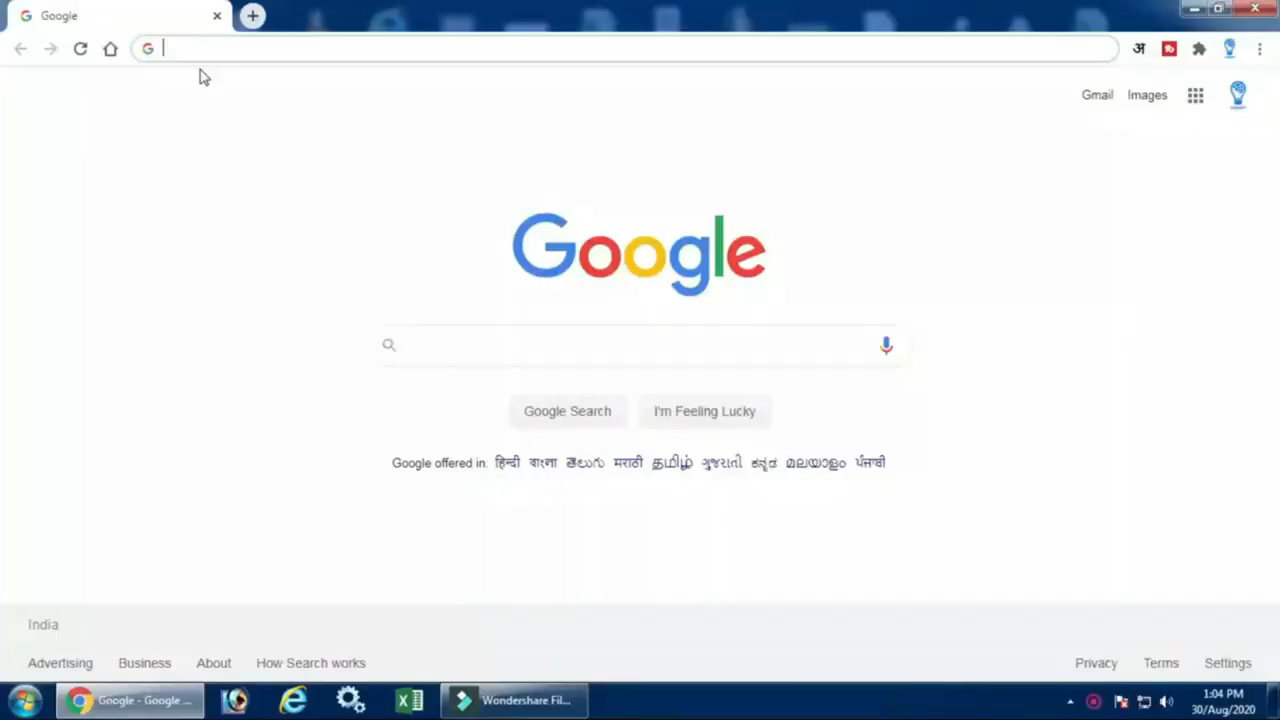 Google
Gmail Images
Google
Google Search I'm Feeling Lucky
Google offered in: हिन्दी বাংলা తెలుగు मराठी தமிழ் ગુજરાતી ಕನ್ನಡ മലയാളം ਪੰਜਾਬੀ
India
Advertising Business About How Search works Privacy Terms Settings
Google - Google ... Wondershare Fil... 1:04 PM
30/Aug/2020